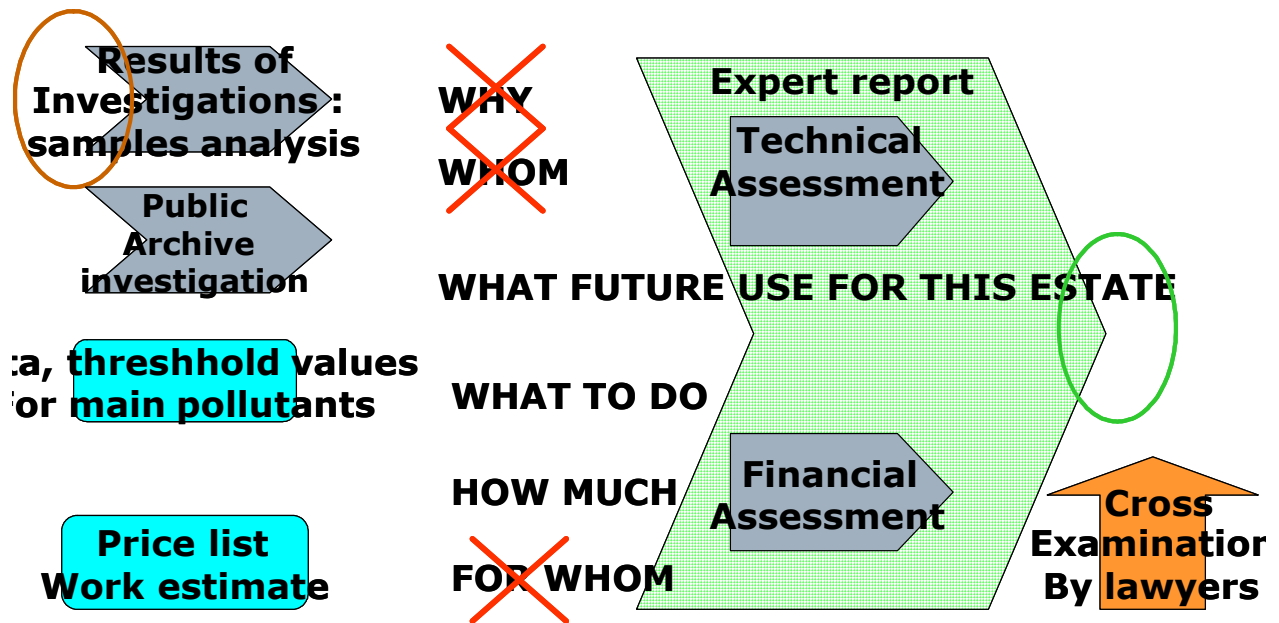 Results of
Investigations :
samples analysis
Public
Archive
investigation
threshhold values
main pollutants
Price list
Work estimate
WHY
WHOM
WHAT FUTURE USE FOR THIS ESTATE
WHAT TO DO
HOW MUCH
FOR WHOM
Expert report
Technical
Assessment
Financial
Assessment
Cross
Examination
By lawyers